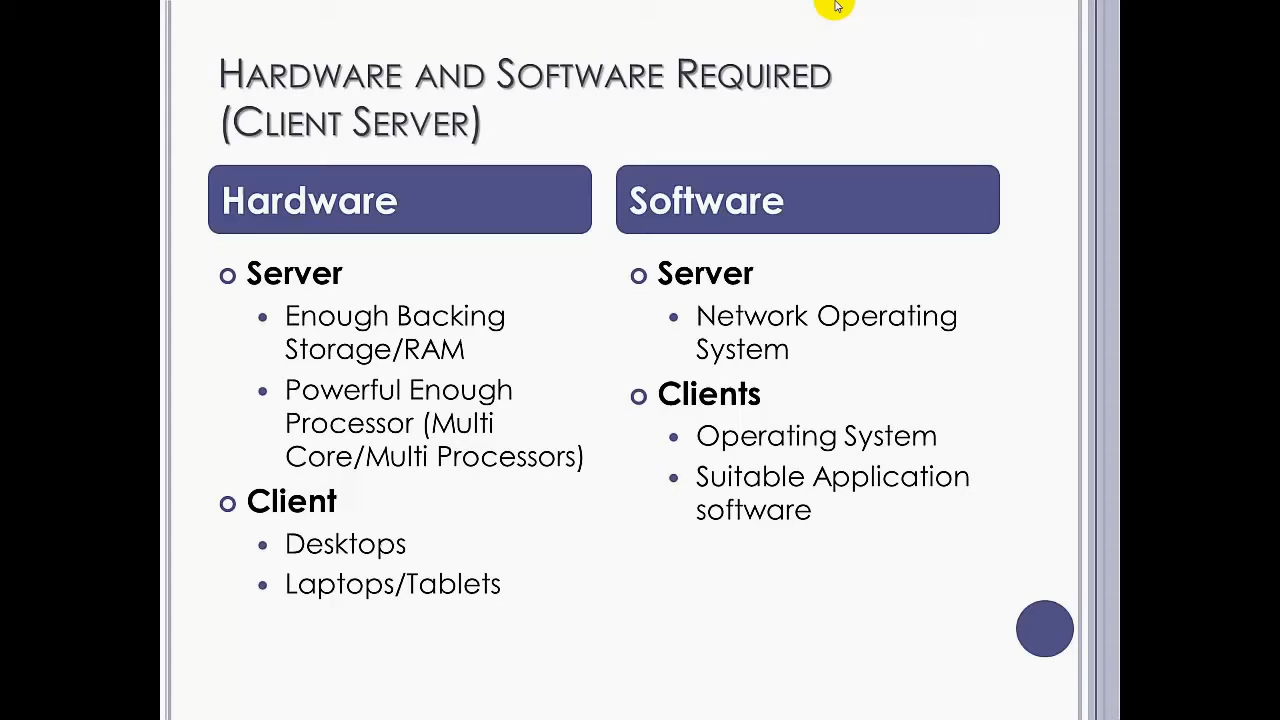 Hardware and Software Required
(Client Server)
Hardware
Server
Enough Backing
Storage/RAM
Powerful Enough
Processor (Multi
Core/Multi Processors)
Client
Desktops
Laptops/Tablets
Software
Server
Network Operating
System
Clients
Operating System
Suitable Application
software